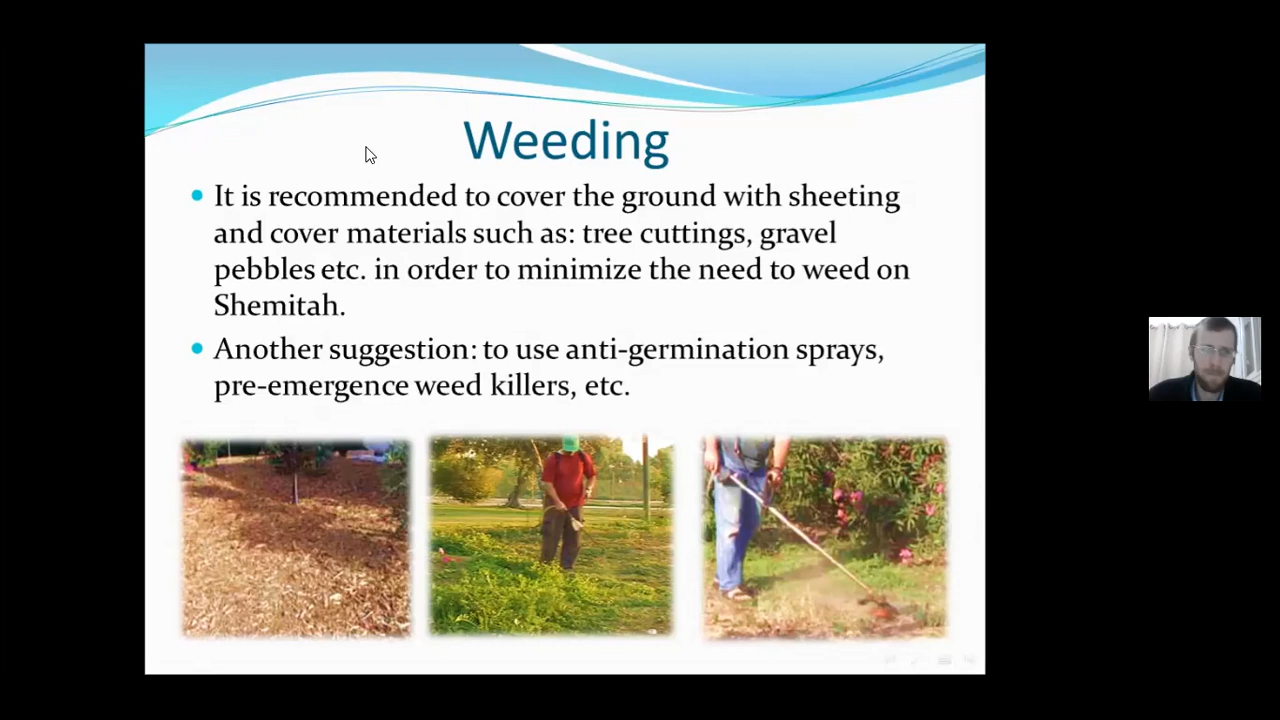 Weeding
It is recommended to cover the ground with sheeting
and cover materials such as: tree cuttings, gravel
pebbles etc. in order to minimize the need to weed on
Shemitah.
Another suggestion: to use anti-germination sprays,
pre-emergence weed killers, etc.